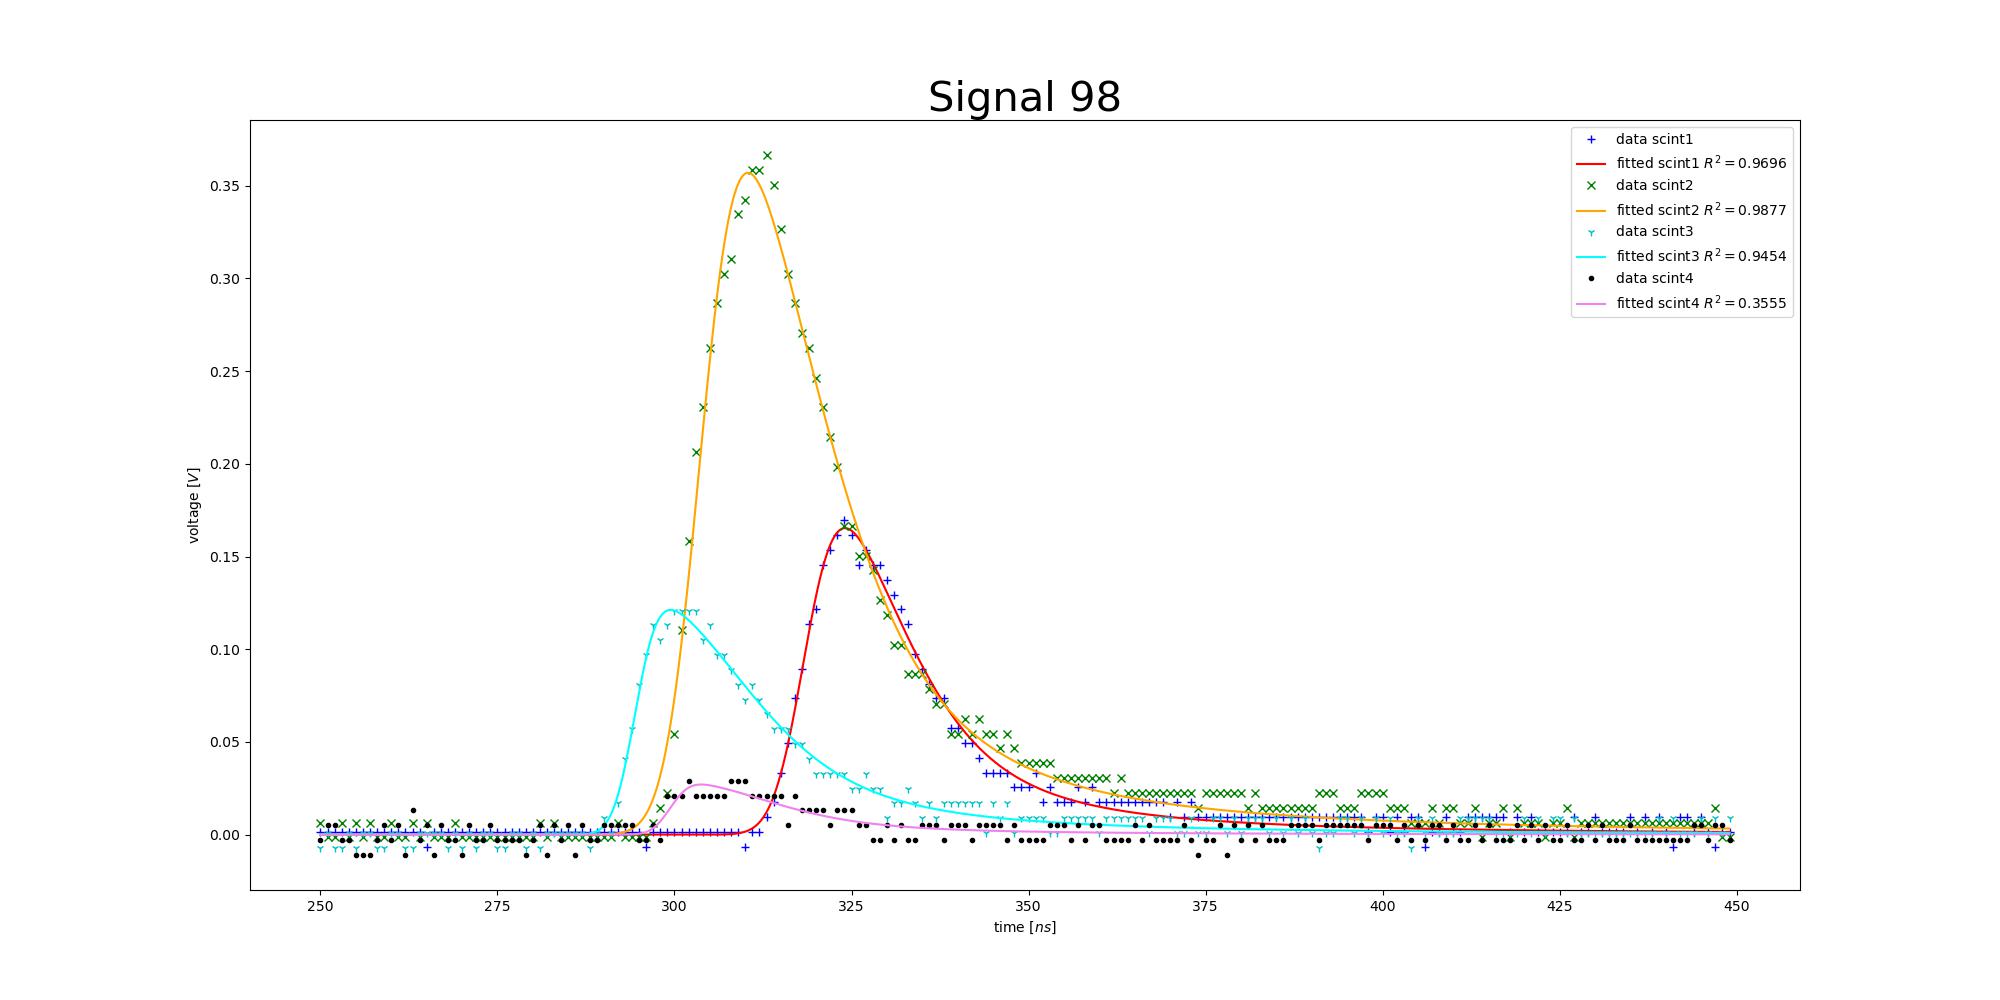 Signal 98
data scint1
fitted scint1 R² = 0.9696
data scint2
fitted scint2 R² = 0.9877
data scint3
fitted scint3 R² = 0.9454
data scint4
fitted scint4 R² = 0.3555
voltage [V]
0.35
0.30
0.25
0.20
0.15
0.10
0.05
0.00
250 275 300 325 350 375 400 425 450
time [ns]